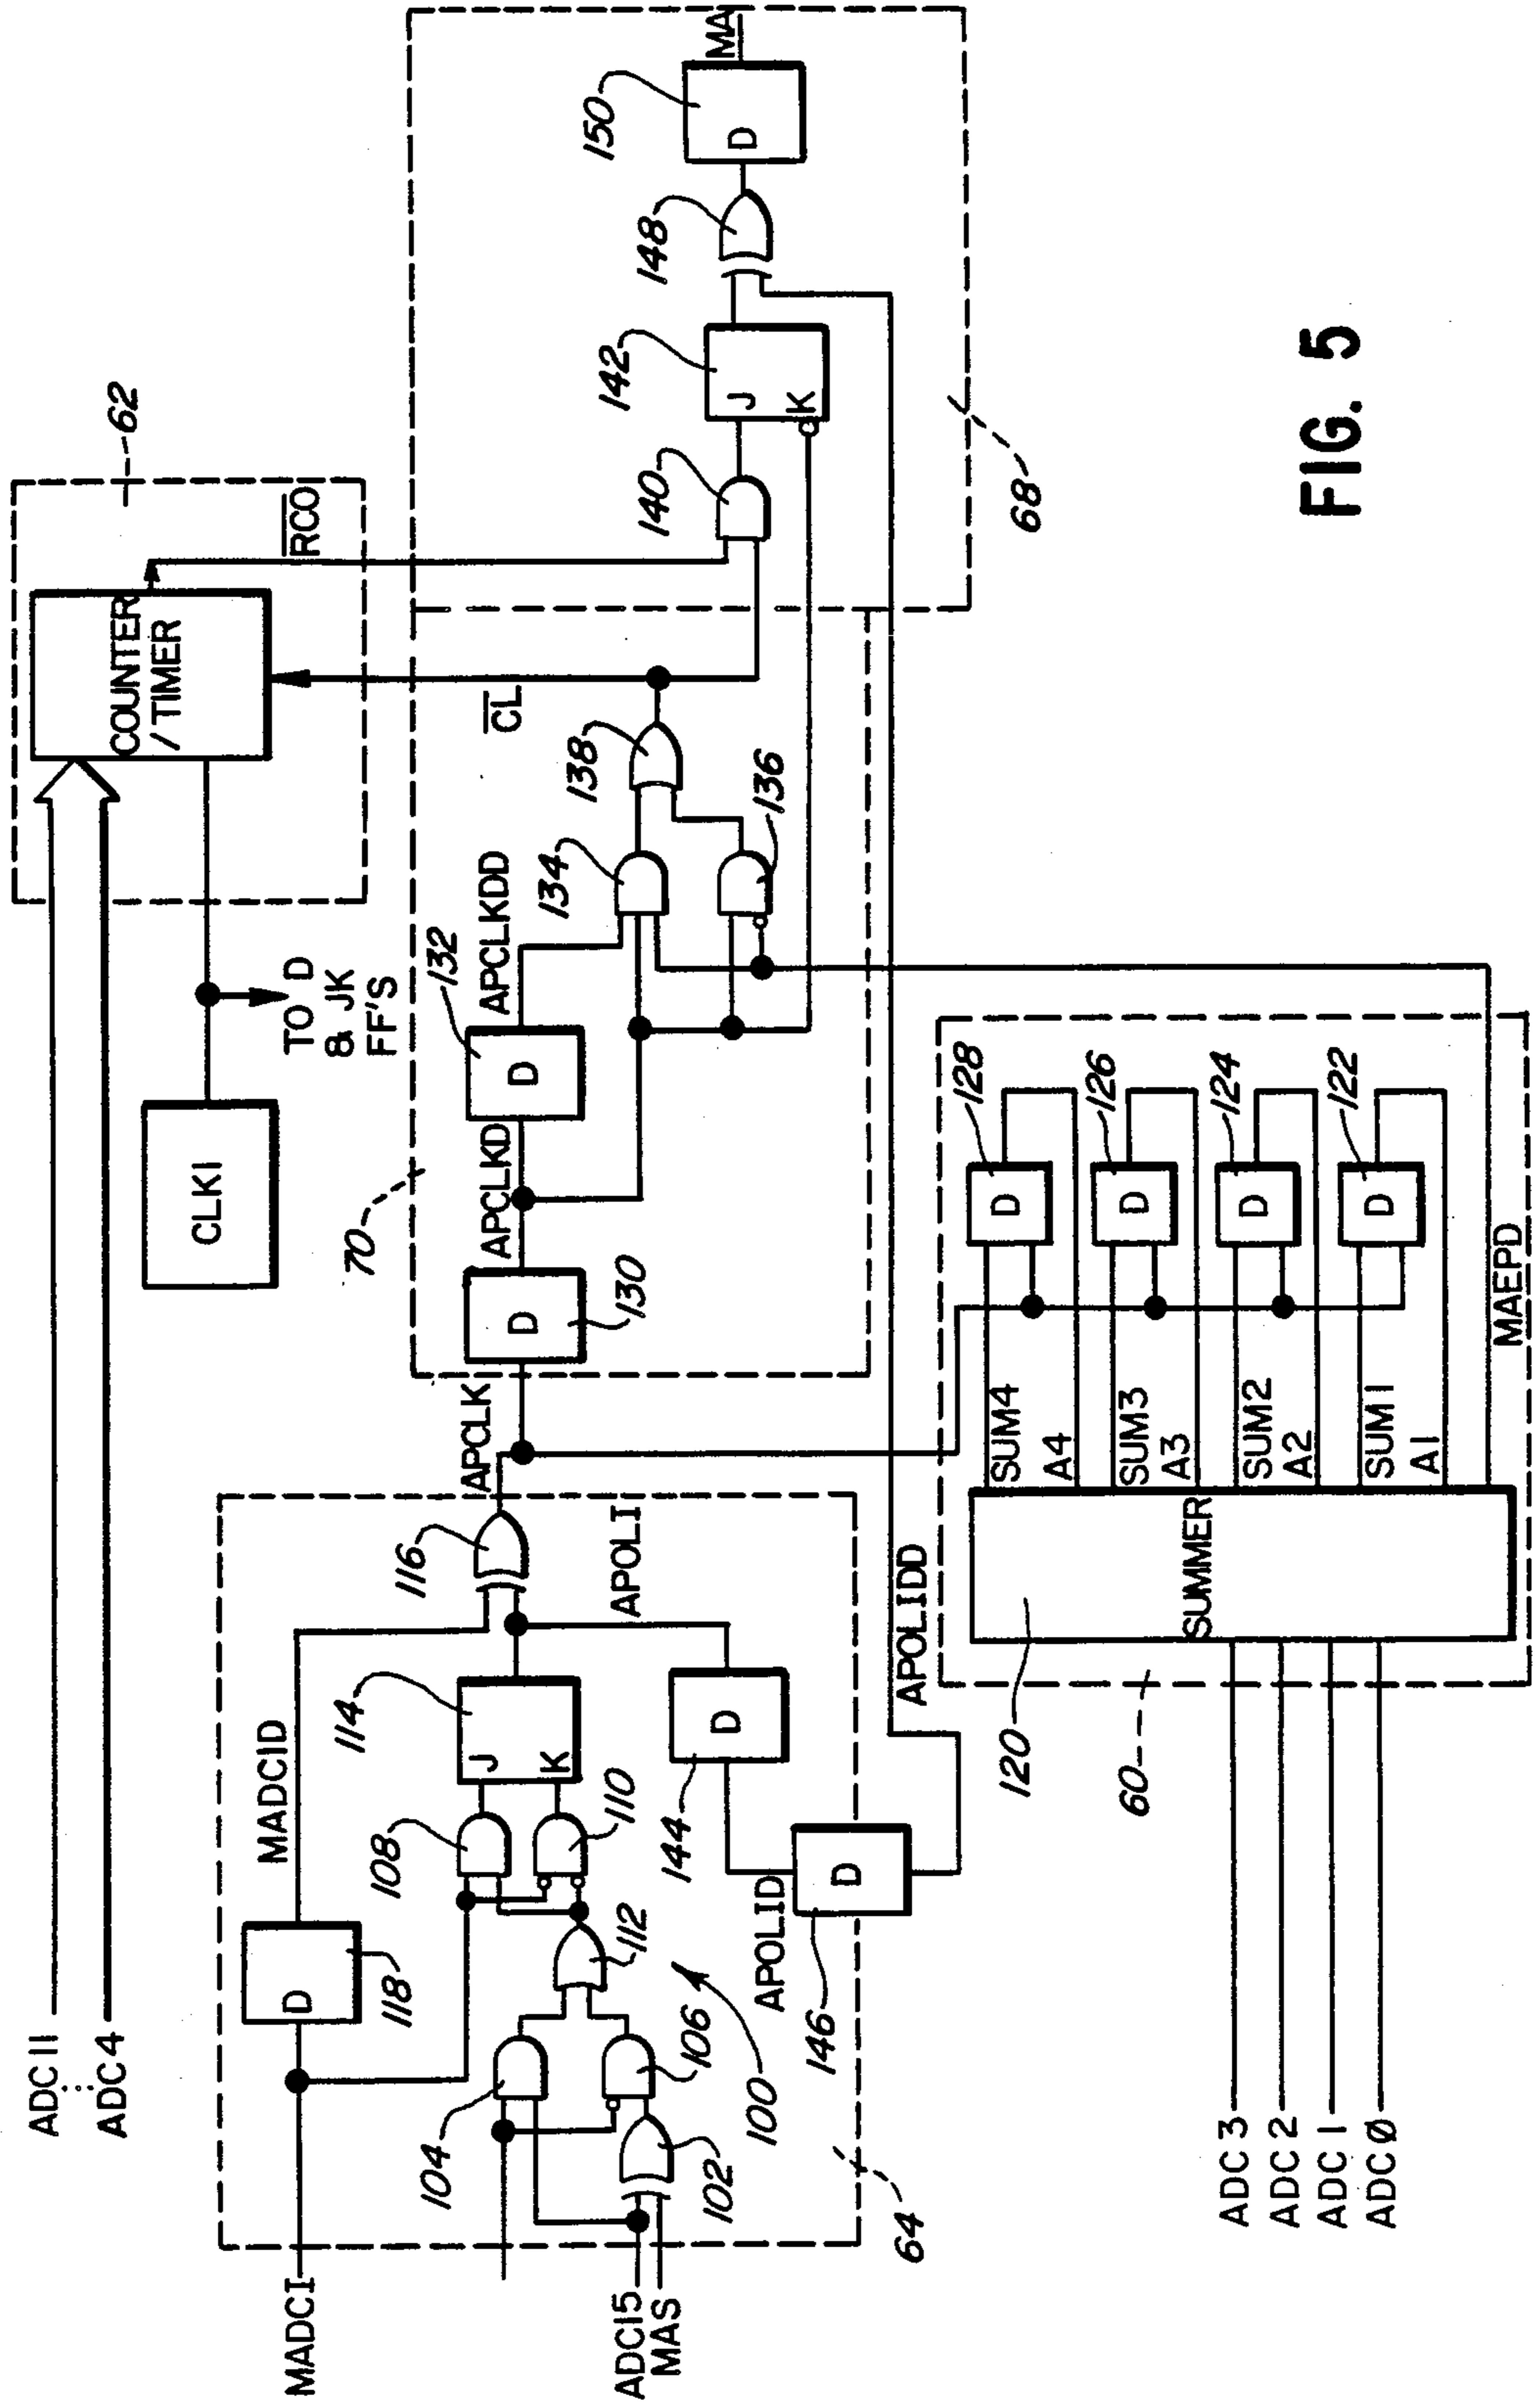 ADC11
ADC4
62
COUNTER
/TIMER
RCO
CLK1
TO D
& JK
FF'S
CL
70
APCLK
D
130
APCLKD
D
132
APCLKDD
134
136
138
140
J
K
142
148
D
150
MA
68
MADCI
D
118
MADCID
104
106
102
100
112
108
110
J
K
114
116
APOLI
D
144
APOLID
D
146
APOLIDD
ADC15
MAS
64
60
120
SUMMER
SUM4
A4
SUM3
A3
SUM2
A2
SUM1
A1
D
128
D
126
D
124
D
122
MAEPD
ADC3
ADC2
ADC1
ADC0
FIG. 5